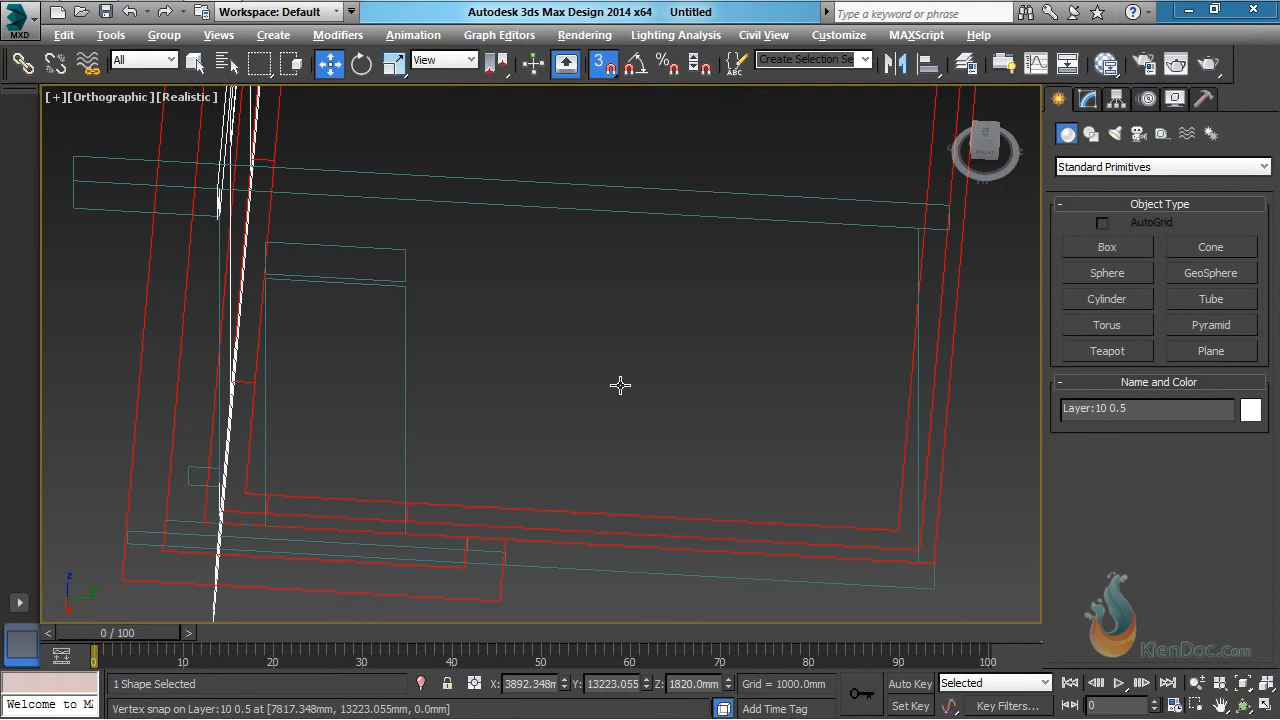 MXD
Workspace: Default
Autodesk 3ds Max Design 2014 x64 Untitled
Type a keyword or phrase
Edit Tools Group Views Create Modifiers Animation Graph Editors Rendering Lighting Analysis Civil View Customize MAXScript Help
All
View
3
%
ABC
Create Selection Se
[+][Orthographic][Realistic]
Standard Primitives
- Object Type
AutoGrid
Box Cone
Sphere GeoSphere
Cylinder Tube
Torus Pyramid
Teapot Plane
- Name and Color
Layer:10 0.5
z
KienDoc.Com
< 0 / 100 >
0 10 20 30 40 50 60 70 80 90 100
1 Shape Selected
X: 3892.348m Y: 13223.055 Z: 1820.0mm Grid = 1000.0mm
Auto Key Selected
Welcome to MA
Vertex snap on Layer:10 0.5 at [7817.348mm, 13223.055mm, 0.0mm]
Add Time Tag
Set Key Key Filters...
0